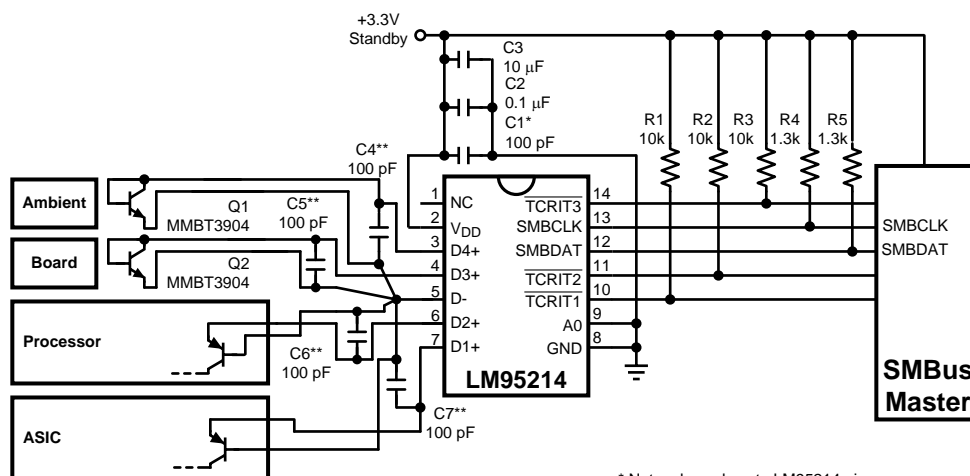 +3.3V
Standby
C3
10 μF
C2
0.1 μF
C1*
100 pF
R1
10k
R2
10k
R3
10k
R4
1.3k
R5
1.3k
C4**
100 pF
C5**
100 pF
Ambient
Q1
MMBT3904
Board
Q2
MMBT3904
Processor
C6**
100 pF
ASIC
C7**
100 pF
1 NC
2 VDD
3 D4+
4 D3+
5 D-
6 D2+
7 D1+
TCRIT3 14
SMBCLK 13
SMBDAT 12
TCRIT2 11
TCRIT1 10
A0 9
GND 8
LM95214
SMBCLK
SMBDAT
SMBus
Master